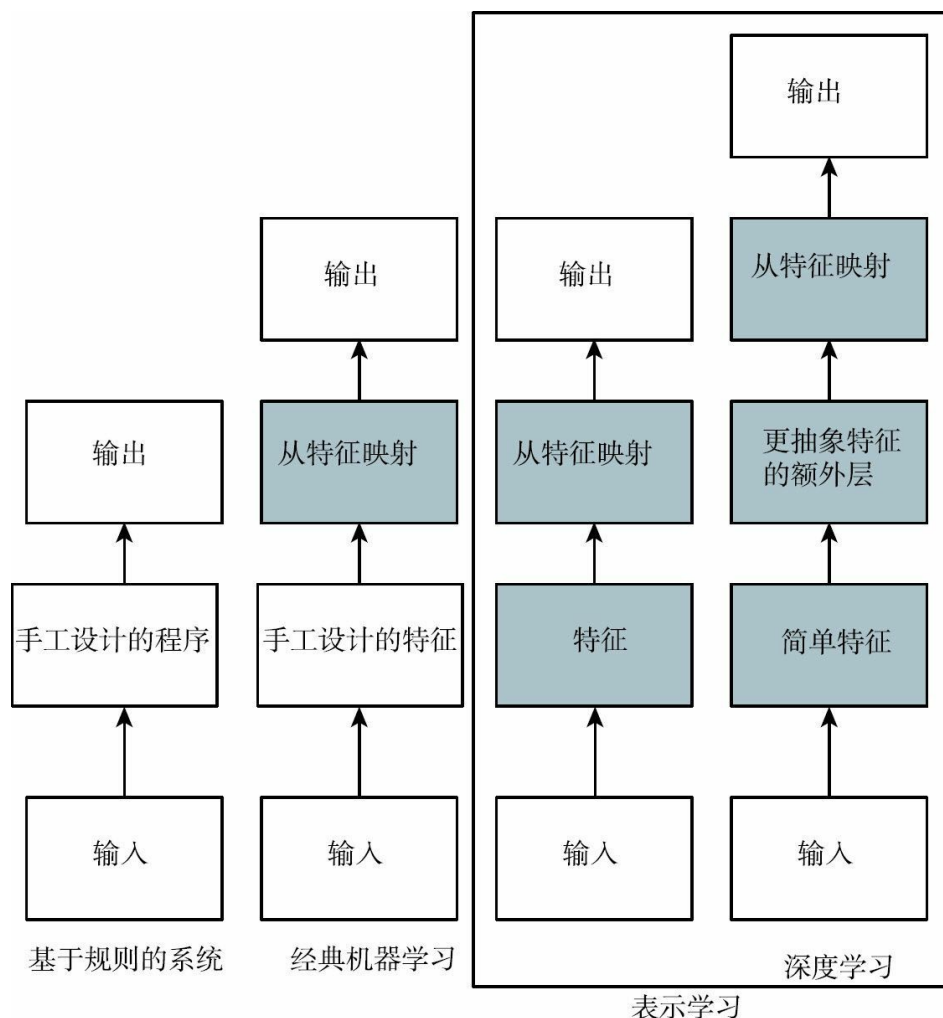 输出
输出
输出
从特征映射
输出
从特征映射
从特征映射
更抽象特征
的额外层
手工设计的程序
手工设计的特征
特征
简单特征
输入
输入
输入
输入
基于规则的系统
经典机器学习
深度学习
表示学习